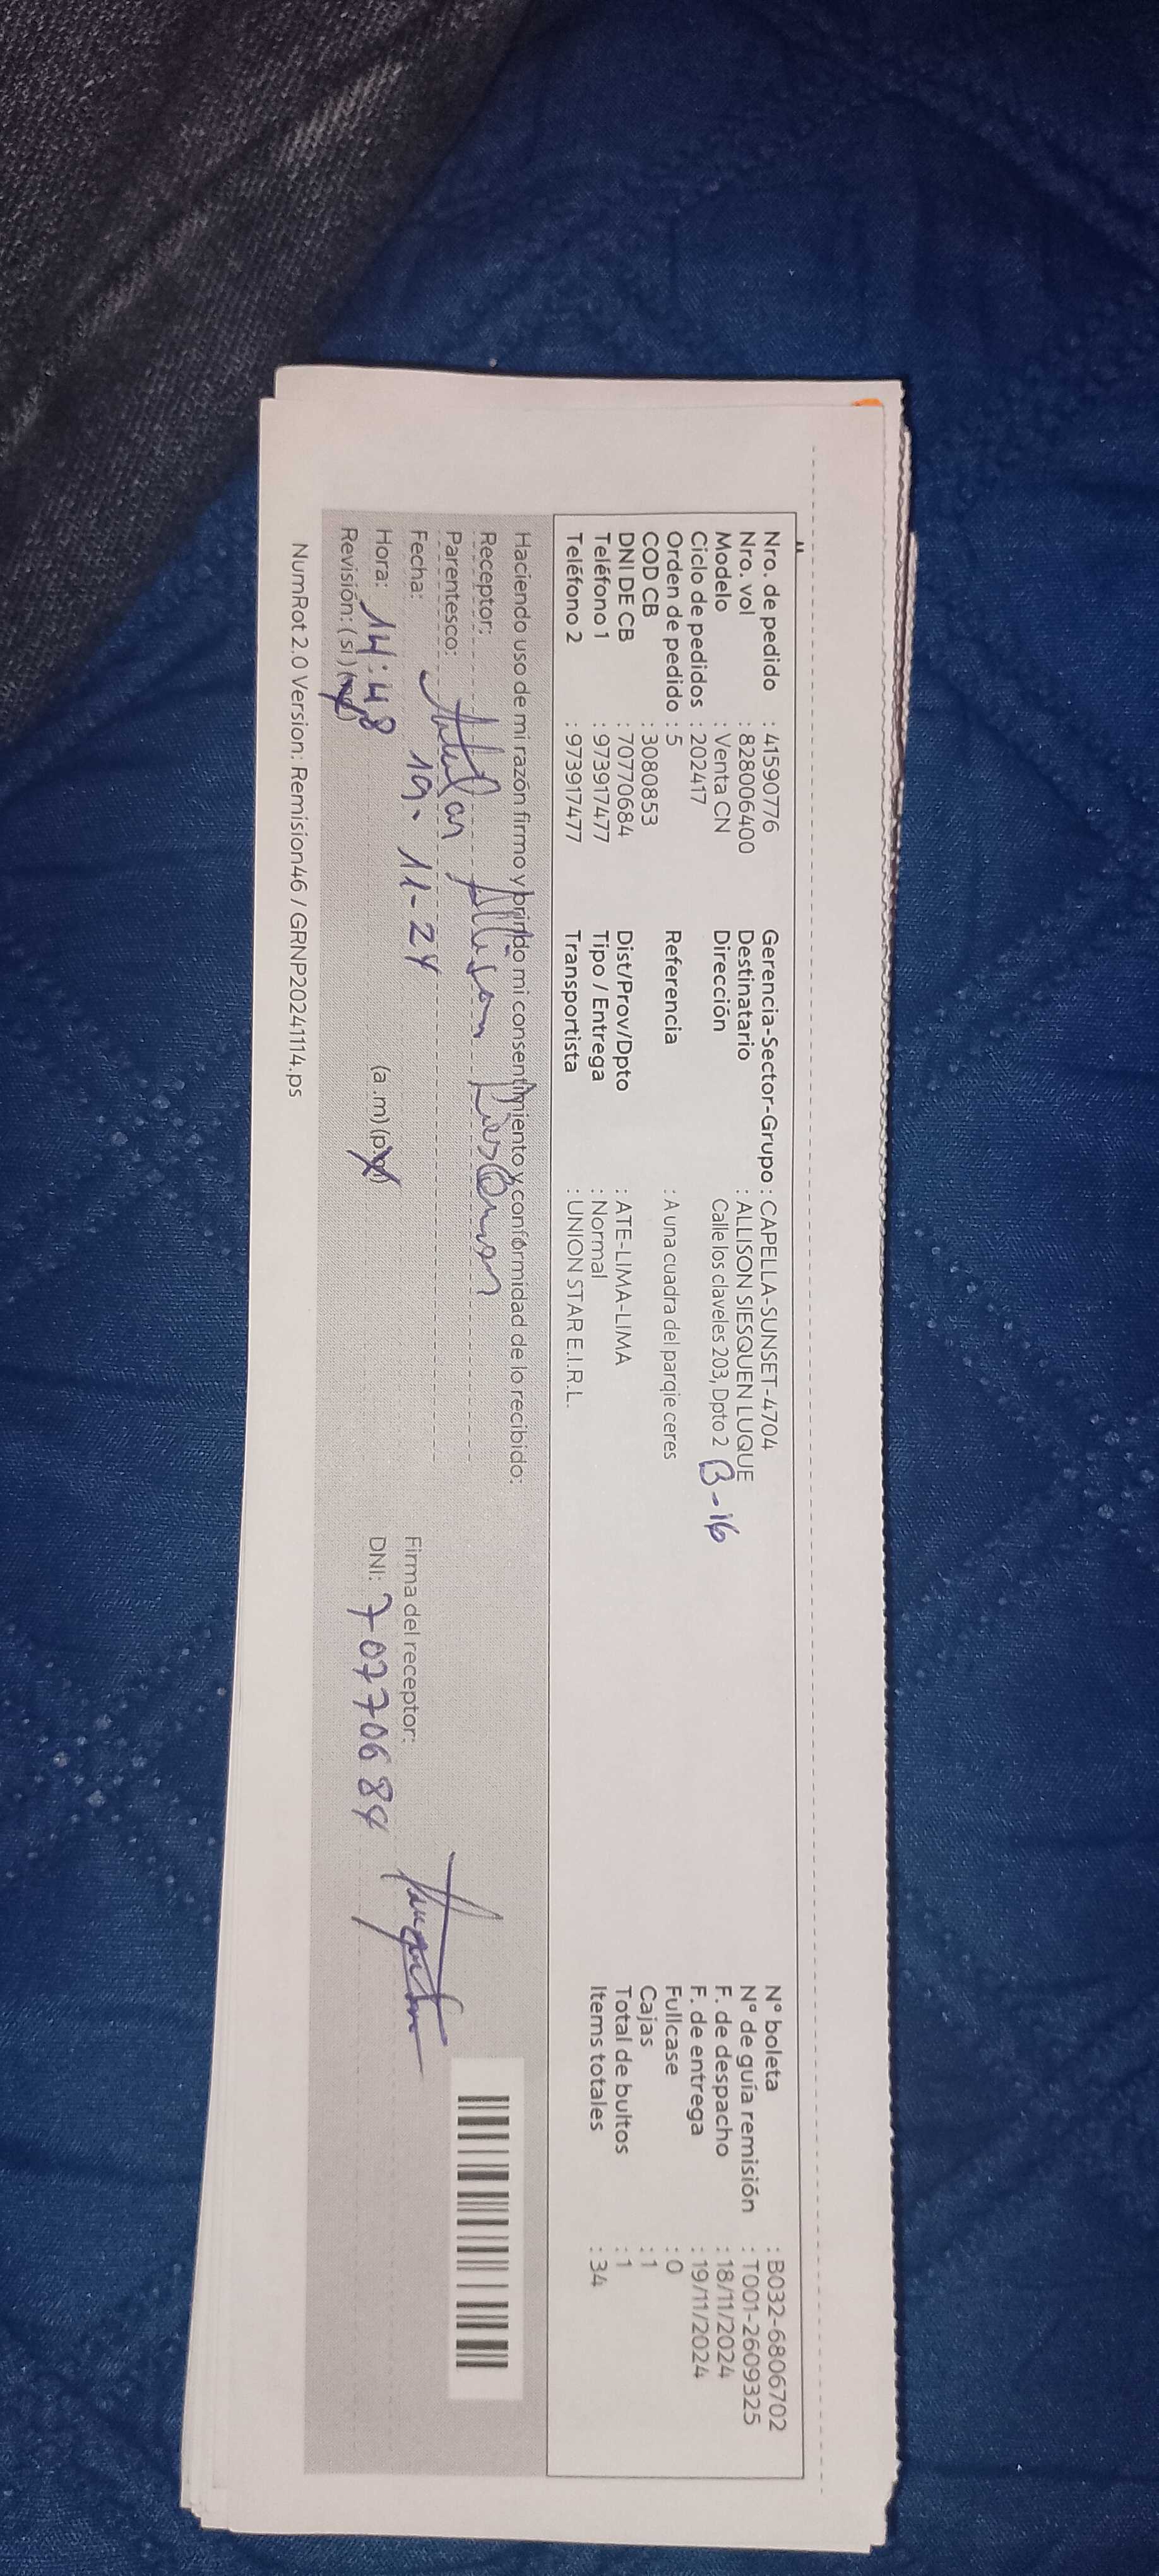 Nro. de pedido : 41590776 Gerencia-Sector-Grupo : CAPELLA-SUNSET-4704 N° boleta : B032-6806702
Nro. vol : 828006400 Destinatario : ALLISON SIESQUEN LUQUE N° de guía remisión : T001-2609325
Modelo : Venta CN Dirección Calle los claveles 203, Dpto 2 B-16 F. de despacho : 18/11/2024
Ciclo de pedidos : 202417 F. de entrega : 19/11/2024
Orden de pedido : 5 Referencia : A una cuadra del parqie ceres Fullcase : 0
COD CB : 3080853 Cajas : 1
DNI DE CB : 70770684 Dist/Prov/Dpto : ATE-LIMA-LIMA Total de bultos : 1
Teléfono 1 : 973917477 Tipo / Entrega : Normal Items totales : 34
Teléfono 2 : 973917477 Transportista : UNION STAR E.I.R.L.
Haciendo uso de mi razón firmo y brindo mi consentimiento y conformidad de lo recibido:
Receptor: Allison
Parentesco: titular
Fecha: 19-11-24 Firma del receptor:
Hora: 14:48 (a.m) (p.m) DNI: 70770684
Revisión: (si) (no)
NumRot 2.0 Version: Remision46 / GRNP20241114.ps